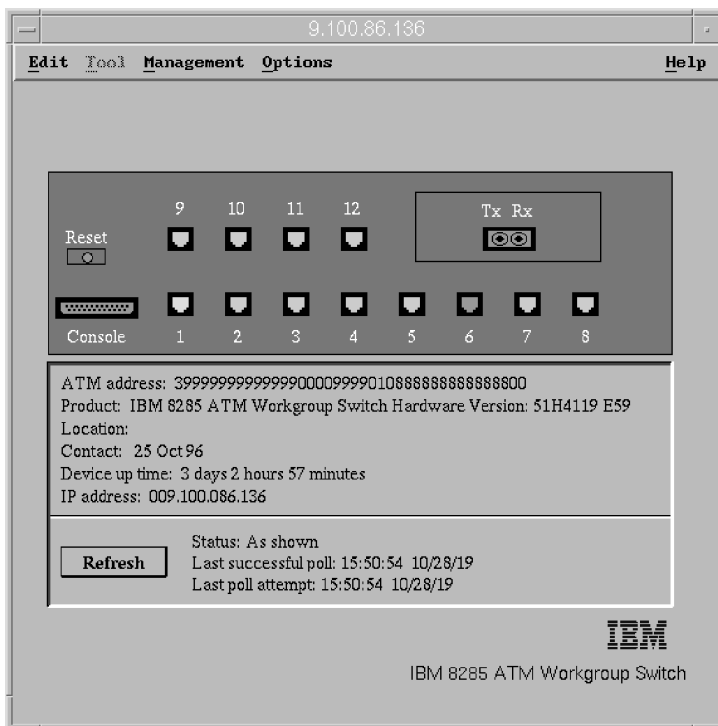 9.100.86.136
Edit Tool Management Options Help
9 10 11 12 Tx Rx
Reset
Console 1 2 3 4 5 6 7 8
ATM address: 3999999999999900009999010888888888888800
Product: IBM 8285 ATM Workgroup Switch Hardware Version: 51H4119 E59
Location:
Contact: 25 Oct 96
Device up time: 3 days 2 hours 57 minutes
IP address: 009.100.086.136
Status: As shown
Refresh Last successful poll: 15:50:54 10/28/19
Last poll attempt: 15:50:54 10/28/19
IBM
IBM 8285 ATM Workgroup Switch